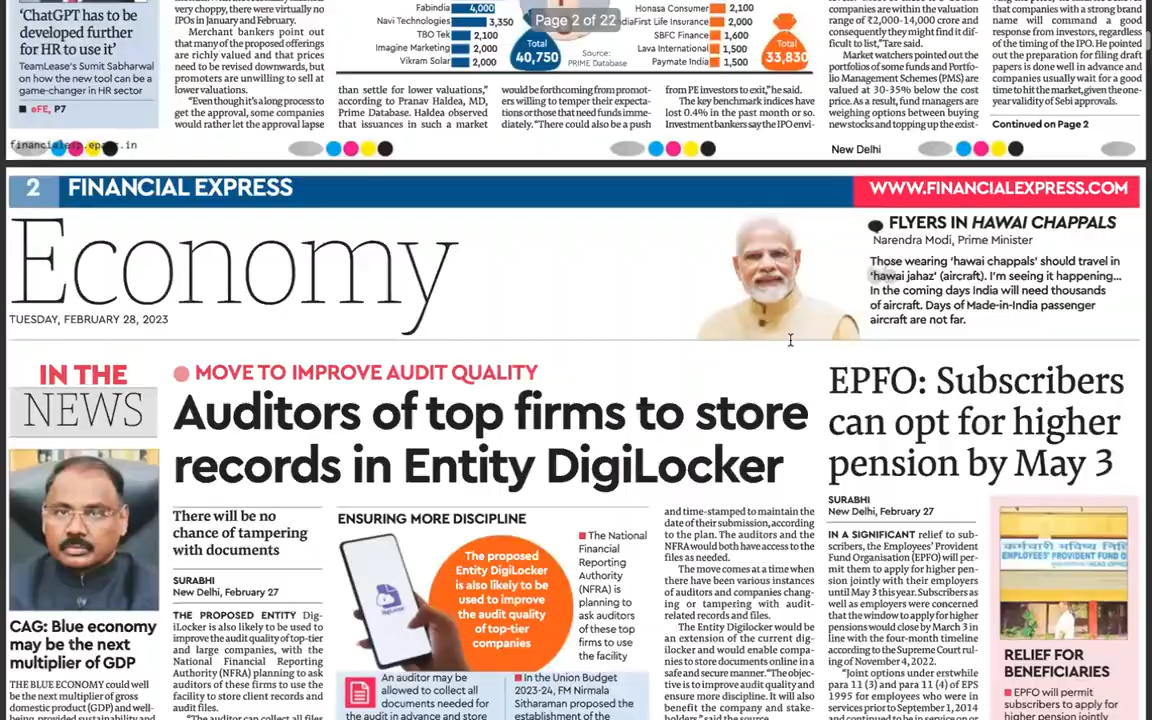 'ChatGPT has to be
developed further
for HR to use it'
TeamLease's Sumit Sabharwal
on how the new tool can be a
game-changer in HR sector
eFE, P7
very choppy, there were virtually no
IPOs in January and February.
Merchant bankers point out
that many of the proposed offerings
are richly valued and that prices
need to be revised downwards, but
promoters are unwilling to sell at
lower valuations.
"Even though it's a long process to
get the approval, some companies
would rather let the approval lapse
Fabindia 4,000
Navi Technologies 3,350
TBO Tek 2,100
Imagine Marketing 2,000
Vikram Solar 2,000
Total
40,750
Page 2 of 22
Source:
PRIME Database
Honasa Consumer 2,100
IndiaFirst Life Insurance 2,000
SBFC Finance 1,600
Lava International 1,500
Paymate India 1,500
Total
33,830
than settle for lower valuations,"
according to Pranav Haldea, MD,
Prime Database. Haldea observed
that issuances in such a market
would be forthcoming from promot-
ers willing to temper their expecta-
tions or those that need funds imme-
diately. "There could also be a push
from PE investors to exit," he said.
The key benchmark indices have
lost 0.4% in the past month or so.
Investment bankers say the IPO envi-
companies are within the valuation
range of ₹2,000-14,000 crore and
consequently they might find it dif-
ficult to list," Tare said.
Market watchers pointed out the
portfolios of some funds and Portfo-
lio Management Schemes (PMS) are
valued at 30-35% below the cost
price. As a result, fund managers are
weighing options between buying
new stocks and topping up the exist-
that companies with a strong brand
name will command a good
response from investors, regardless
of the timing of the IPO. He pointed
out the preparation for filing draft
papers is done well in advance and
companies usually wait for a good
time to hit the market, given the one-
year validity of Sebi approvals.
Continued on Page 2
New Delhi
2 FINANCIAL EXPRESS
WWW.FINANCIALEXPRESS.COM
Economy
TUESDAY, FEBRUARY 28, 2023
FLYERS IN HAWAI CHAPPALS
Narendra Modi, Prime Minister
Those wearing 'hawai chappals' should travel in
'hawai jahaz' (aircraft). I'm seeing it happening...
In the coming days India will need thousands
of aircraft. Days of Made-in-India passenger
aircraft are not far.
IN THE
NEWS
CAG: Blue economy
may be the next
multiplier of GDP
THE BLUE ECONOMY could well
be the next multiplier of gross
domestic product (GDP) and well-
being, provided sustainability and
MOVE TO IMPROVE AUDIT QUALITY
Auditors of top firms to store
records in Entity DigiLocker
There will be no
chance of tampering
with documents
SURABHI
New Delhi, February 27
THE PROPOSED ENTITY Dig-
iLocker is also likely to be used to
improve the audit quality of top-tier
and large companies, with the
National Financial Reporting
Authority (NFRA) planning to ask
auditors of these firms to use the
facility to store client records and
audit files.
"The auditor can collect all files
ENSURING MORE DISCIPLINE
DigiLocker
The proposed
Entity DigiLocker
is also likely to be
used to improve
the audit quality
of top-tier
companies
The National
Financial
Reporting
Authority
(NFRA) is
planning to
ask auditors
of these top
firms to use
the facility
An auditor may be
allowed to collect all
documents needed for
the audit in advance and store
In the Union Budget
2023-24, FM Nirmala
Sitharaman proposed the
establishment of the
and time-stamped to maintain the
date of their submission, according
to the plan. The auditors and the
NFRA would both have access to the
files as needed.
The move comes at a time when
there have been various instances
of auditors and companies chang-
ing or tampering with audit-
related records and files.
The Entity DigiLocker would be
an extension of the current dig-
ilocker and would enable compa-
nies to store documents online in a
safe and secure manner. "The objec-
tive is to improve audit quality and
ensure more discipline. It will also
benefit the company and stake-
holders," said the source.
EPFO: Subscribers
can opt for higher
pension by May 3
SURABHI
New Delhi, February 27
IN A SIGNIFICANT relief to sub-
scribers, the Employees' Provident
Fund Organisation (EPFO) will per-
mit them to apply for higher pen-
sion jointly with their employers
until May 3 this year. Subscribers as
well as employers were concerned
that the window to apply for higher
pensions would close by March 3 in
line with the four-month timeline
according to the Supreme Court rul-
ing of November 4, 2022.
"Joint options under erstwhile
para 11 (3) and para 11 (4) of EPS
1995 for employees who were in
services prior to September 1, 2014
and continued to be in service on or
कर्मचारी भविष्य निधि
EMPLOYEES' PROVIDENT FUND
RELIEF FOR
BENEFICIARIES
EPFO will permit
subscribers to apply for
higher pension jointly